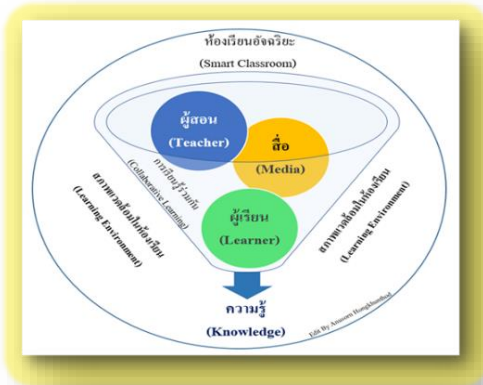 ห้องเรียนอัจฉริยะ
(Smart Classroom)
ผู้สอน
(Teacher)
สื่อ
(Media)
การเรียนรู้ร่วมกัน
(Collaborative Learning)
ผู้เรียน
(Learner)
สภาพแวดล้อมในห้องเรียน
(Learning Environment)
สภาพแวดล้อมในห้องเรียน
(Learning Environment)
ความรู้
(Knowledge)
Edit By Anusorn Hongkhunthod